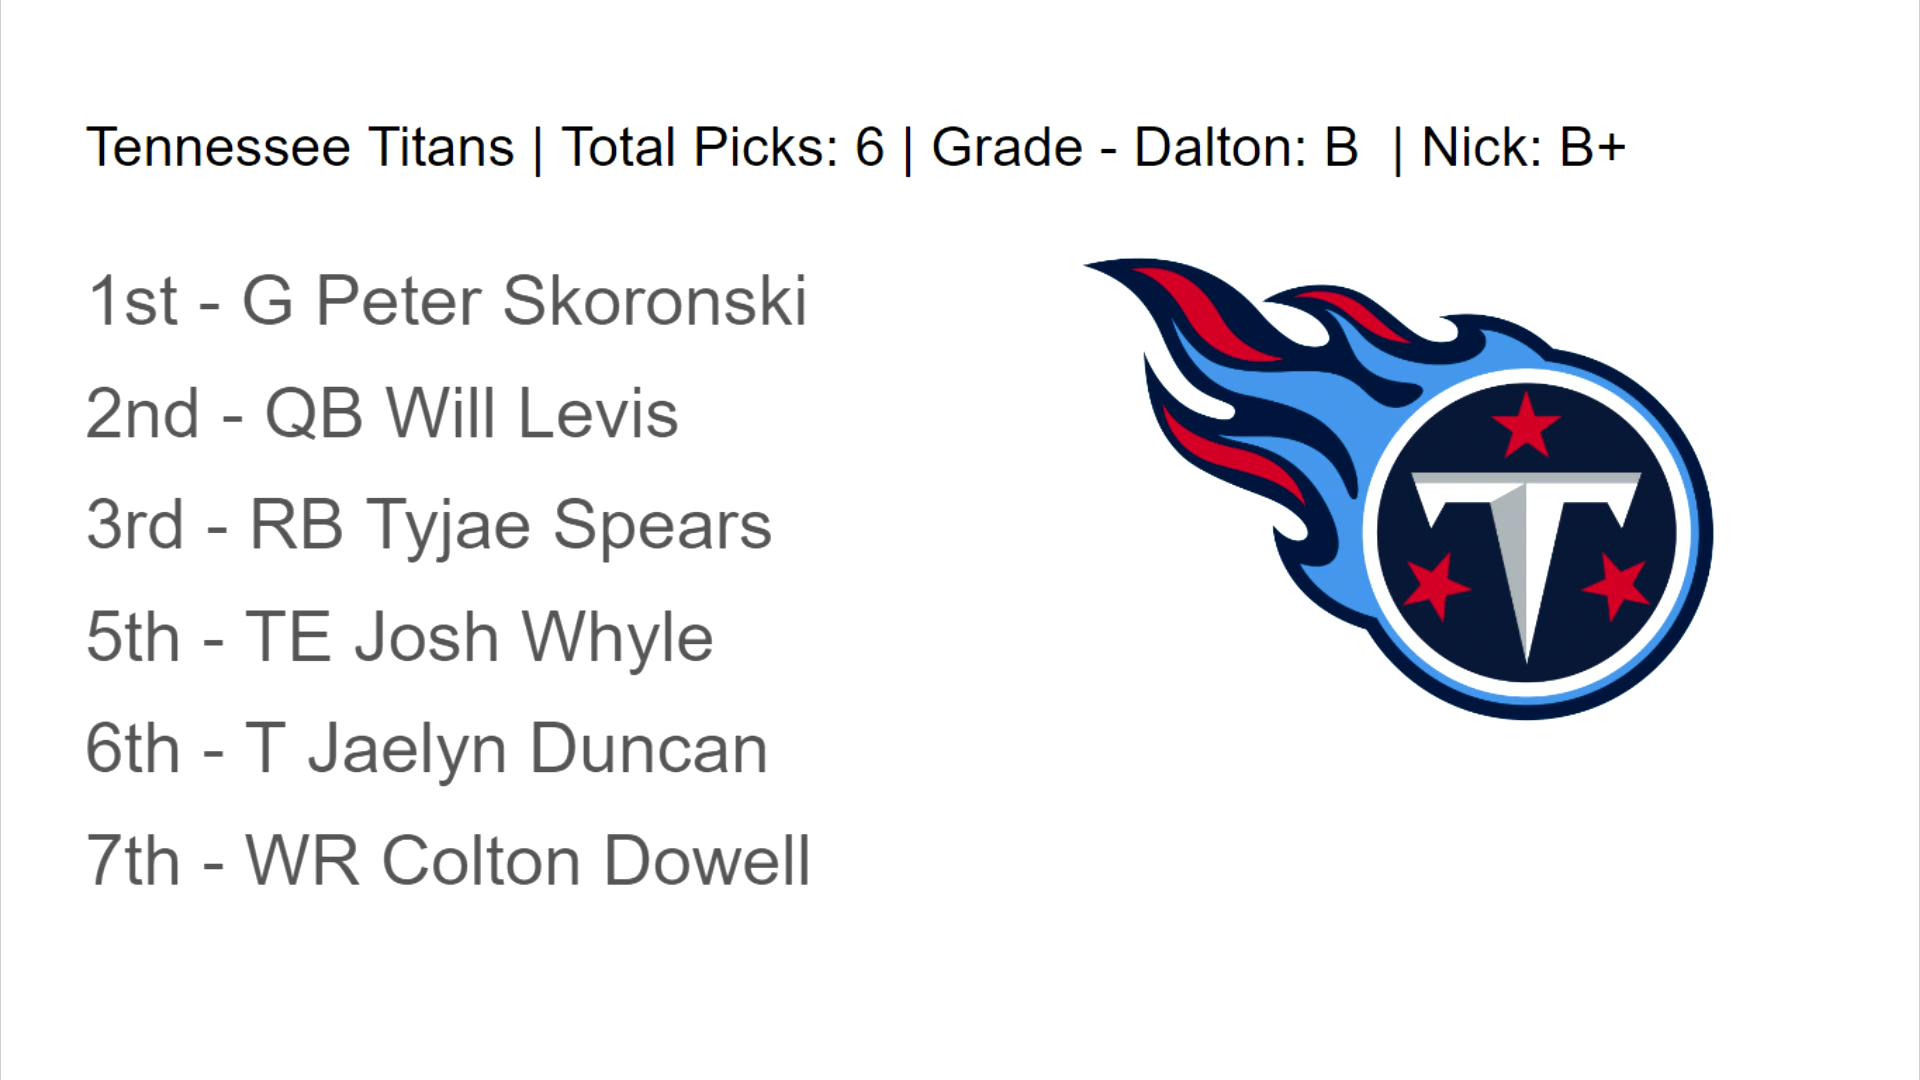 Tennessee Titans | Total Picks: 6 | Grade - Dalton: B  | Nick: B+
1st - G Peter Skoronski
2nd - QB Will Levis
3rd - RB Tyjae Spears
5th - TE Josh Whyle
6th - T Jaelyn Duncan
7th - WR Colton Dowell
T